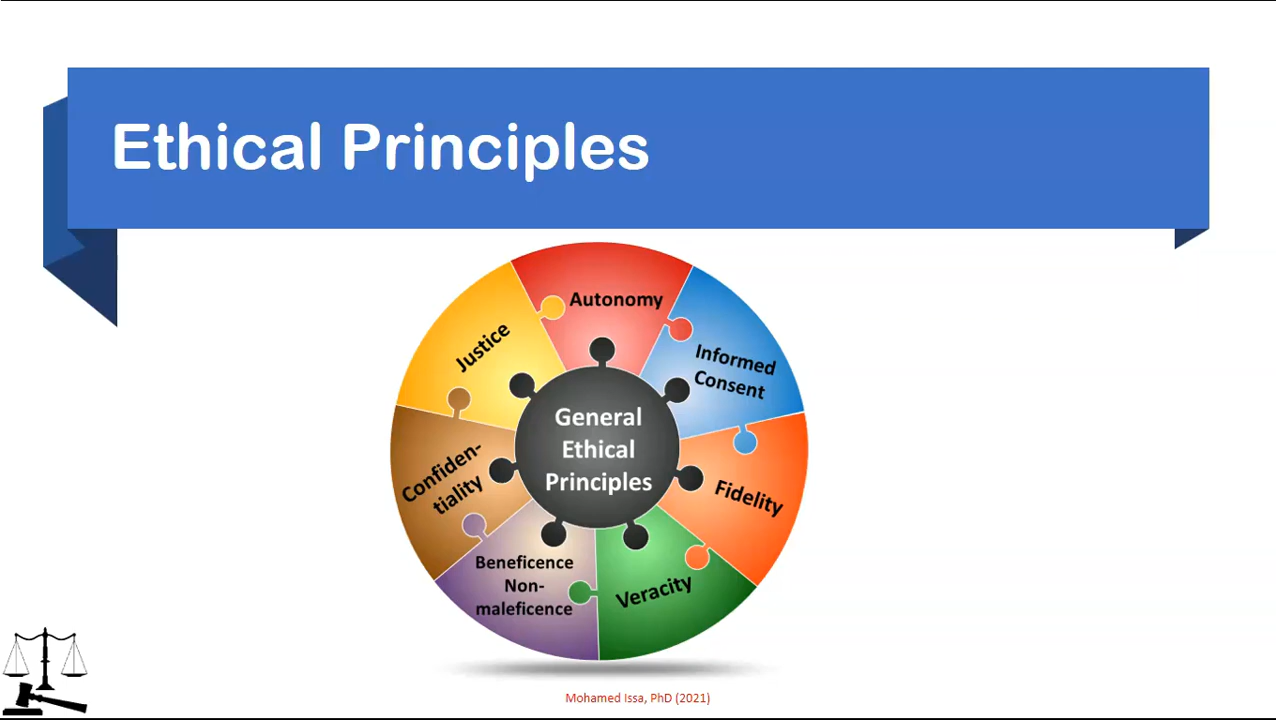 Ethical Principles
Autonomy
Informed
Consent
Fidelity
Veracity
Beneficence
Non-
maleficence
Confiden-
tiality
Justice
General
Ethical
Principles
Mohamed Issa, PhD (2021)